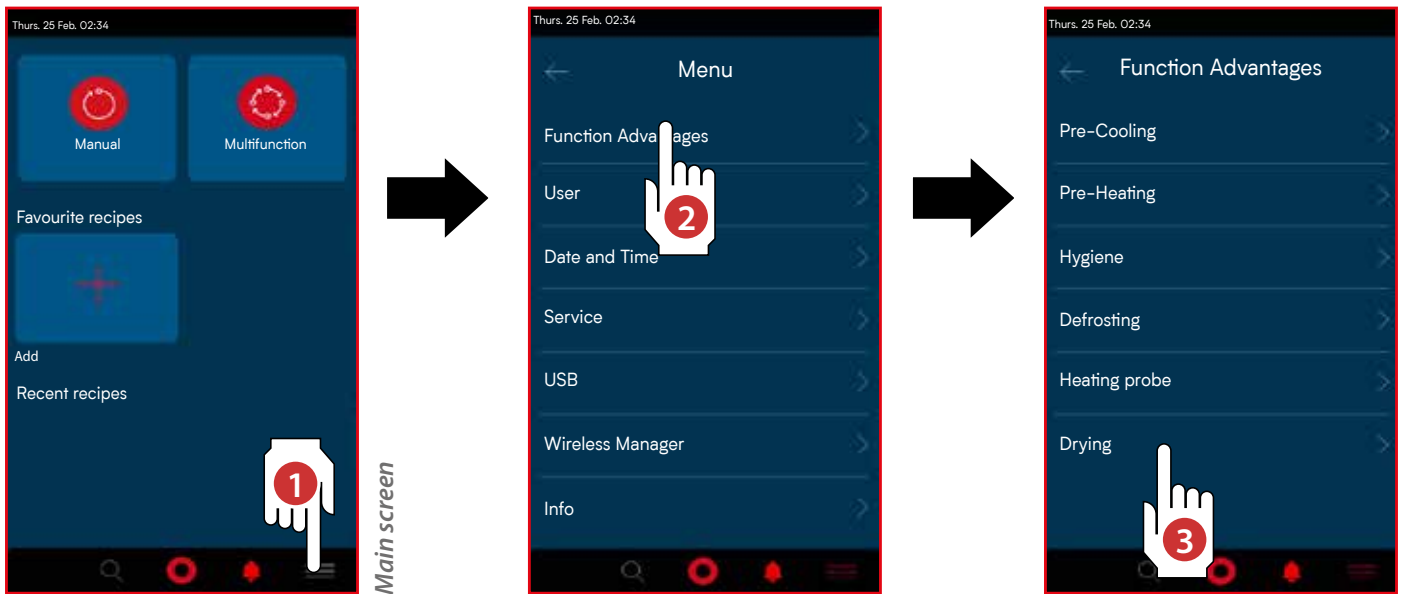 Thurs. 25 Feb. 02:34
Manual
Multifunction
Favourite recipes
Add
Recent recipes
1
Main screen
Thurs. 25 Feb. 02:34
Menu
Function Adva ages
User
2
Date and Time
Service
USB
Wireless Manager
Info
Thurs. 25 Feb. 02:34
Function Advantages
Pre-Cooling
Pre-Heating
Hygiene
Defrosting
Heating probe
Drying
3